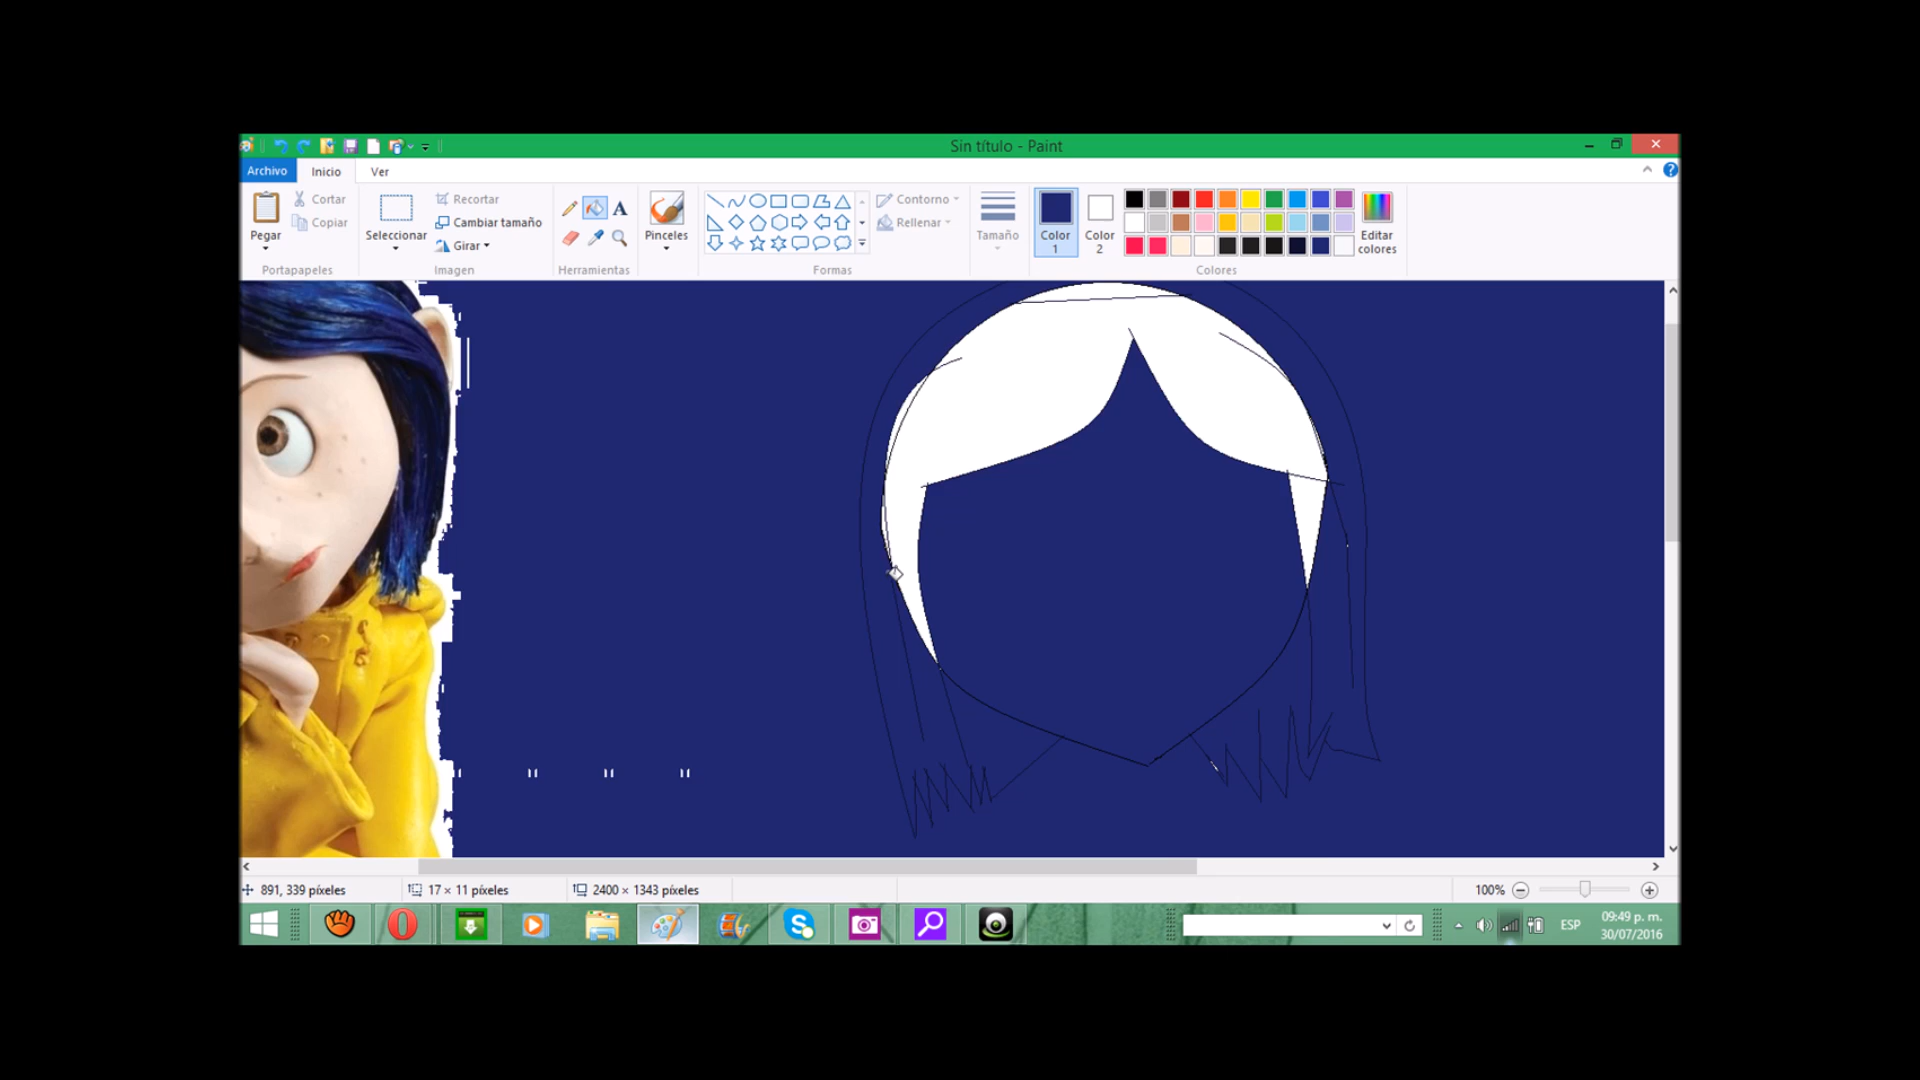 Sin título - Paint
Archivo Inicio Ver
Pegar
Cortar
Copiar
Portapapeles
Seleccionar
Recortar
Cambiar tamaño
Girar
Imagen
A
Herramientas
Pinceles
Contorno
Rellenar
Formas
Tamaño
Color
1
Color
2
Editar
colores
Colores
891, 339 píxeles 17 × 11 píxeles 2400 × 1343 píxeles 100%
ESP
09:49 p. m.
30/07/2016